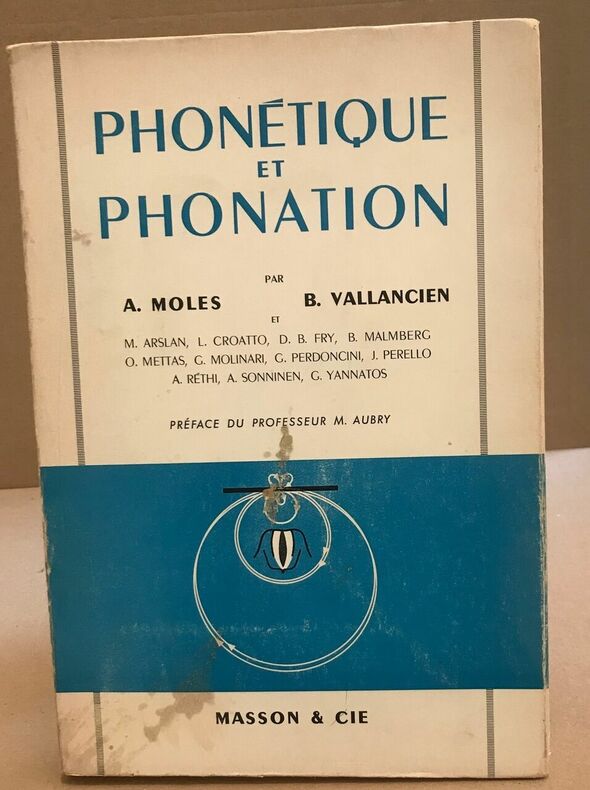 PHONÉTIQUE
ET
PHONATION
PAR
A. MOLES B. VALLANCIEN
ET
M. ARSLAN, L. CROATTO, D. B. FRY, B. MALMBERG
O. METTAS, G. MOLINARI, G. PERDONCINI, J. PERELLO
A. RÉTHI, A. SONNINEN, G. YANNATOS
PRÉFACE DU PROFESSEUR M. AUBRY
MASSON & CIE